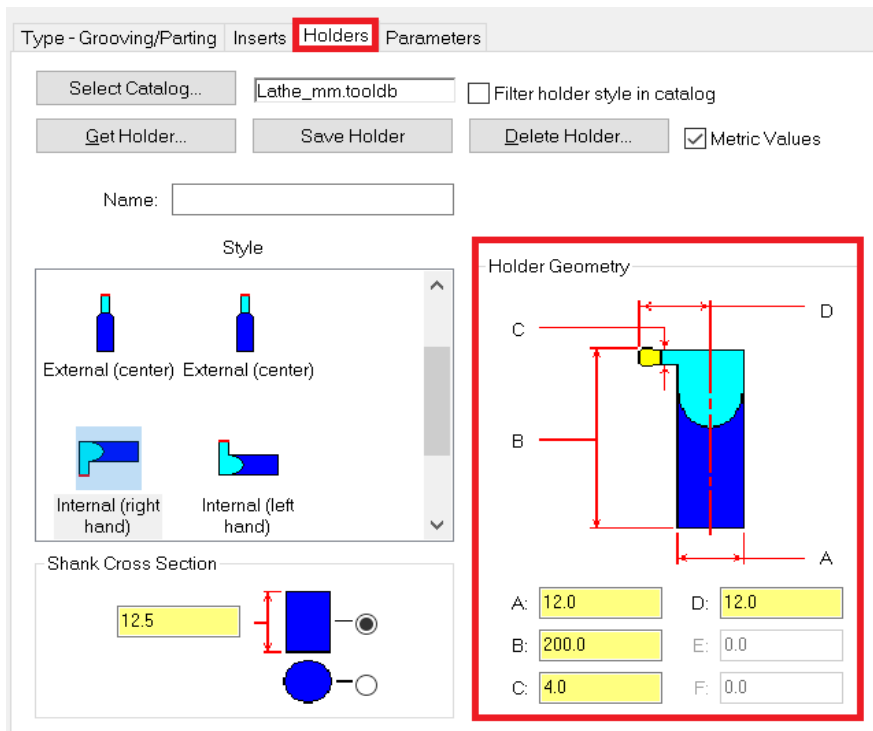 Type - Grooving/Parting Inserts Holders Parameters
Select Catalog... Lathe_mm.tooldb Filter holder style in catalog
Get Holder... Save Holder Delete Holder... Metric Values
Name:
Style
External (center) External (center)
Internal (right
hand)
Internal (left
hand)
Shank Cross Section
12.5
Holder Geometry
D
C
B
A
A: 12.0 D: 12.0
B: 200.0 E: 0.0
C: 4.0 F: 0.0